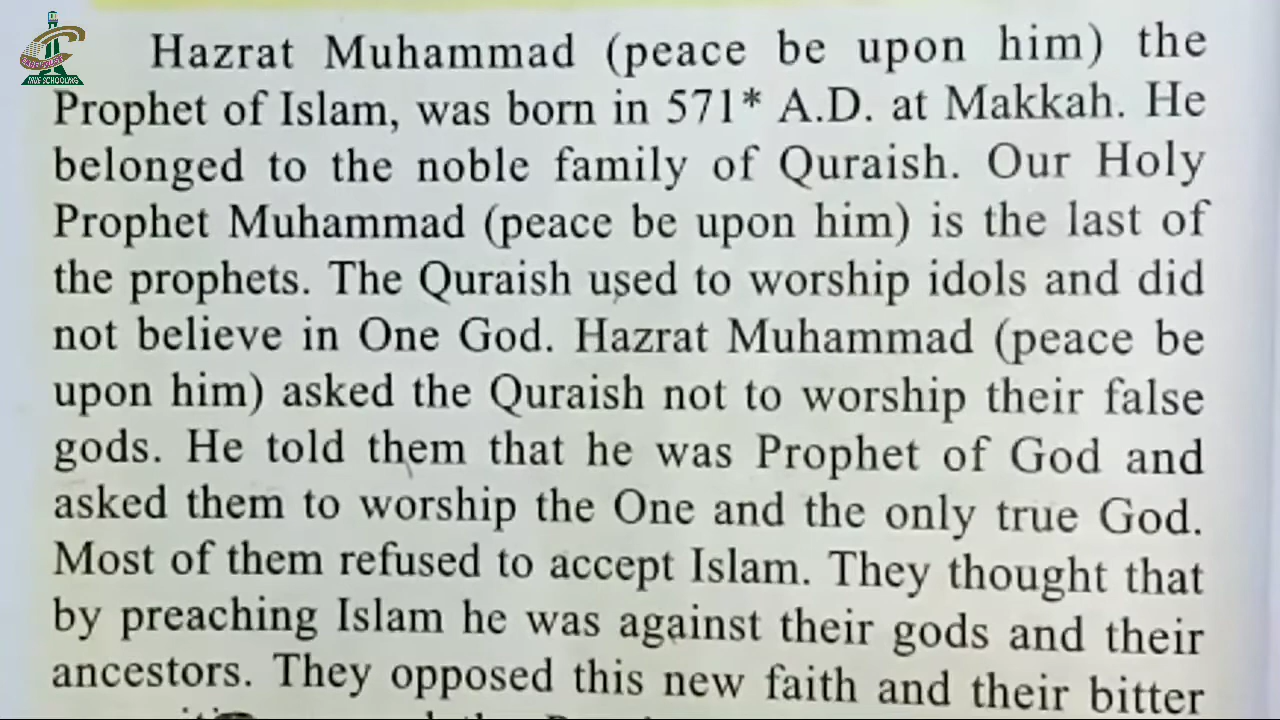 TRUE SCHOOLING
Hazrat Muhammad (peace be upon him) the
Prophet of Islam, was born in 571* A.D. at Makkah. He
belonged to the noble family of Quraish. Our Holy
Prophet Muhammad (peace be upon him) is the last of
the prophets. The Quraish used to worship idols and did
not believe in One God. Hazrat Muhammad (peace be
upon him) asked the Quraish not to worship their false
gods. He told them that he was Prophet of God and
asked them to worship the One and the only true God.
Most of them refused to accept Islam. They thought that
by preaching Islam he was against their gods and their
ancestors. They opposed this new faith and their bitter